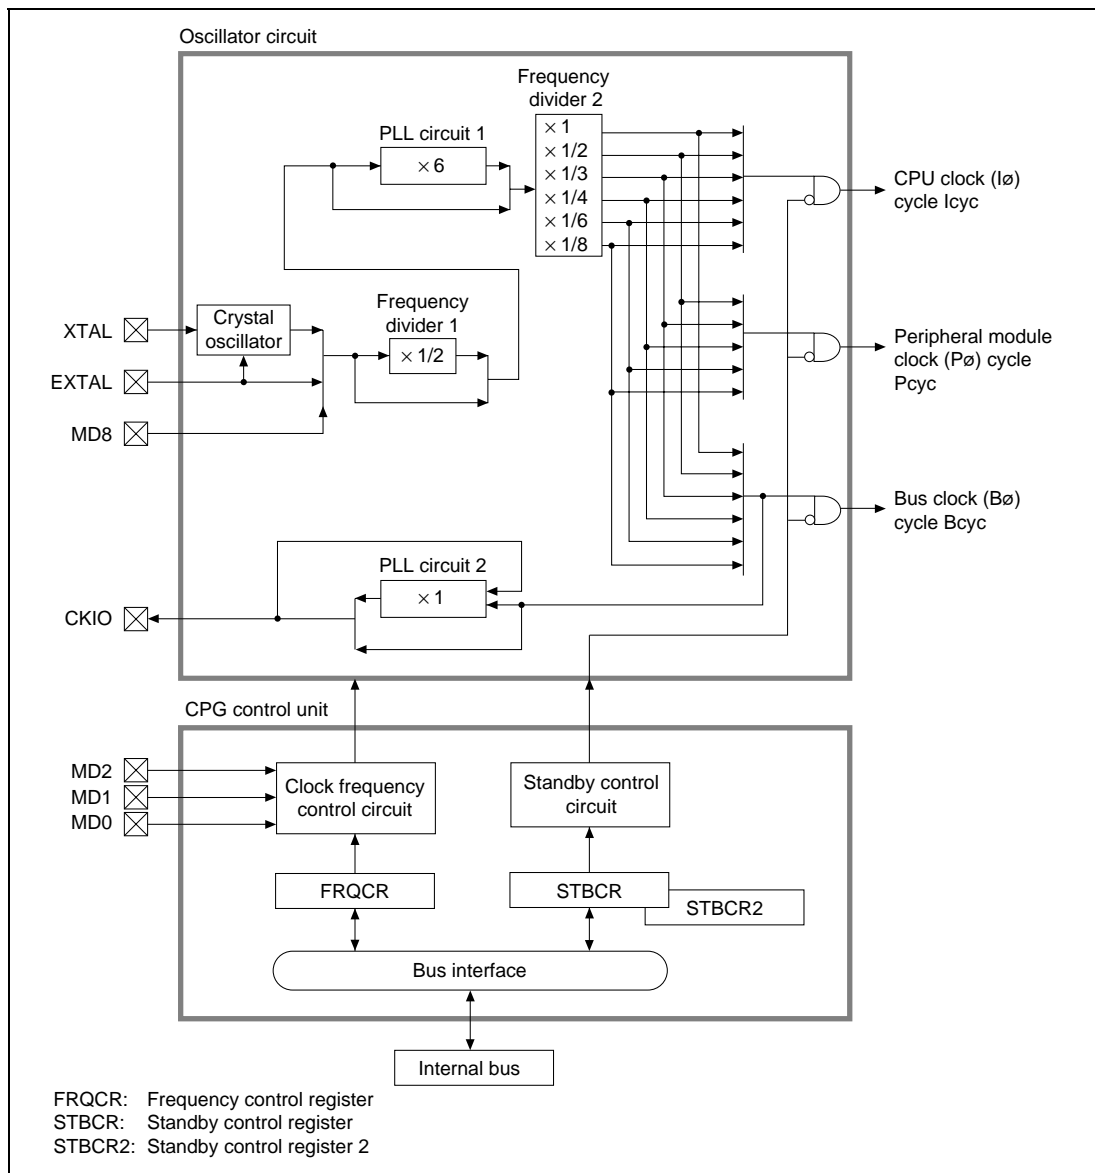 Oscillator circuit
Frequency
divider 2
PLL circuit 1
× 6
× 1
× 1/2
× 1/3
× 1/4
× 1/6
× 1/8
CPU clock (Iø)
cycle Icyc
XTAL
Crystal
oscillator
Frequency
divider 1
× 1/2
EXTAL
MD8
Peripheral module
clock (Pø) cycle
Pcyc
Bus clock (Bø)
cycle Bcyc
PLL circuit 2
× 1
CKIO
CPG control unit
MD2
MD1
MD0
Clock frequency
control circuit
Standby control
circuit
FRQCR
STBCR
STBCR2
Bus interface
Internal bus
FRQCR: Frequency control register
STBCR: Standby control register
STBCR2: Standby control register 2